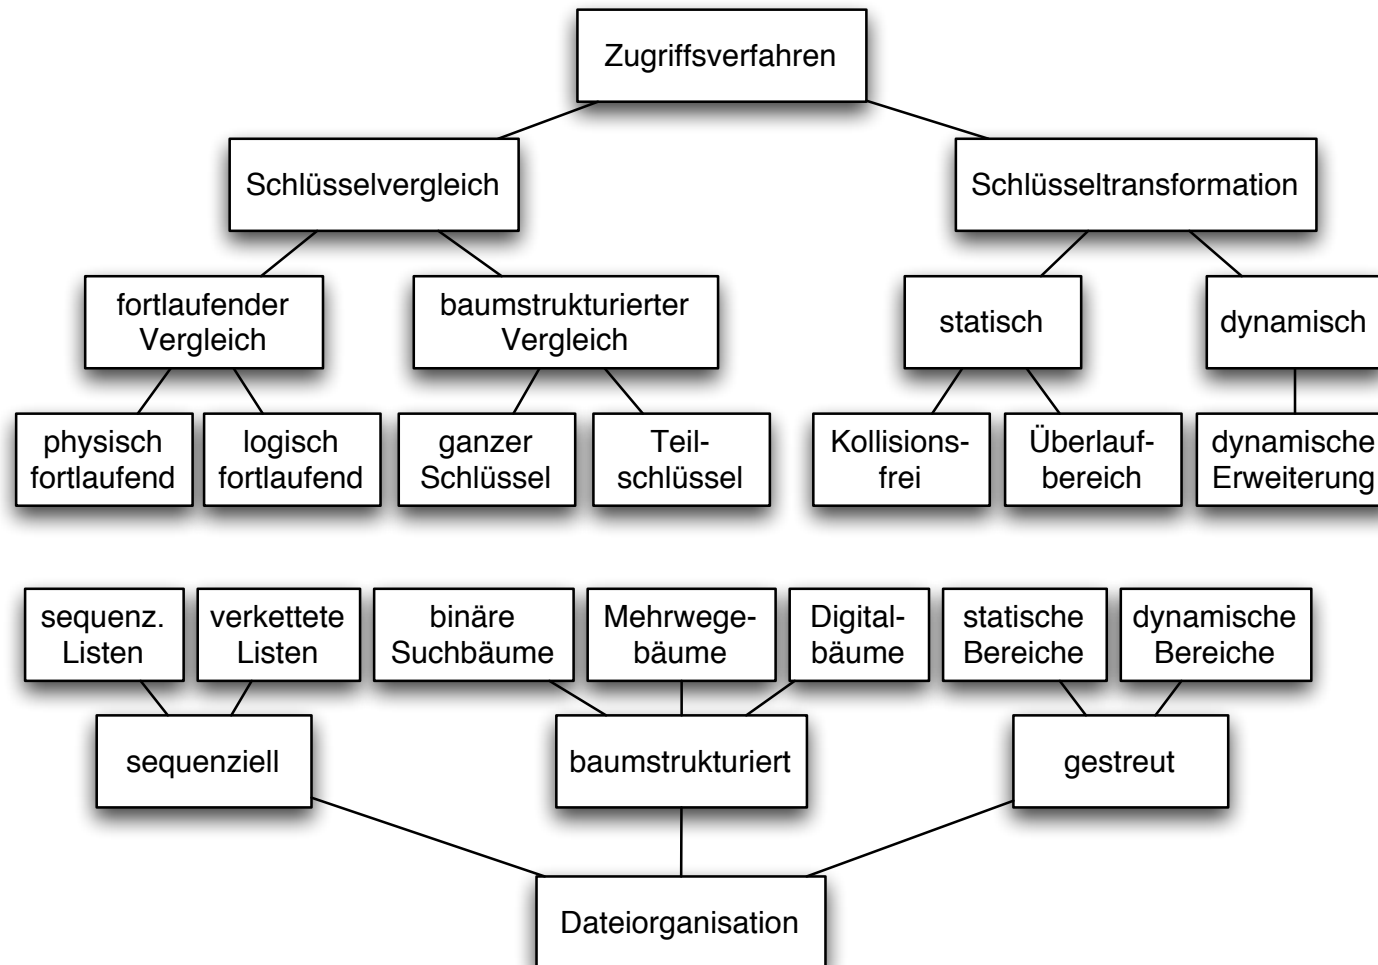 Zugriffsverfahren
Schlüsselvergleich
Schlüsseltransformation
fortlaufender
Vergleich
baumstrukturierter
Vergleich
statisch
dynamisch
physisch
fortlaufend
logisch
fortlaufend
ganzer
Schlüssel
Teil-
schlüssel
Kollisions-
frei
Überlauf-
bereich
dynamische
Erweiterung
sequenz.
Listen
verkettete
Listen
binäre
Suchbäume
Mehrwege-
bäume
Digital-
bäume
statische
Bereiche
dynamische
Bereiche
sequenziell
baumstrukturiert
gestreut
Dateiorganisation